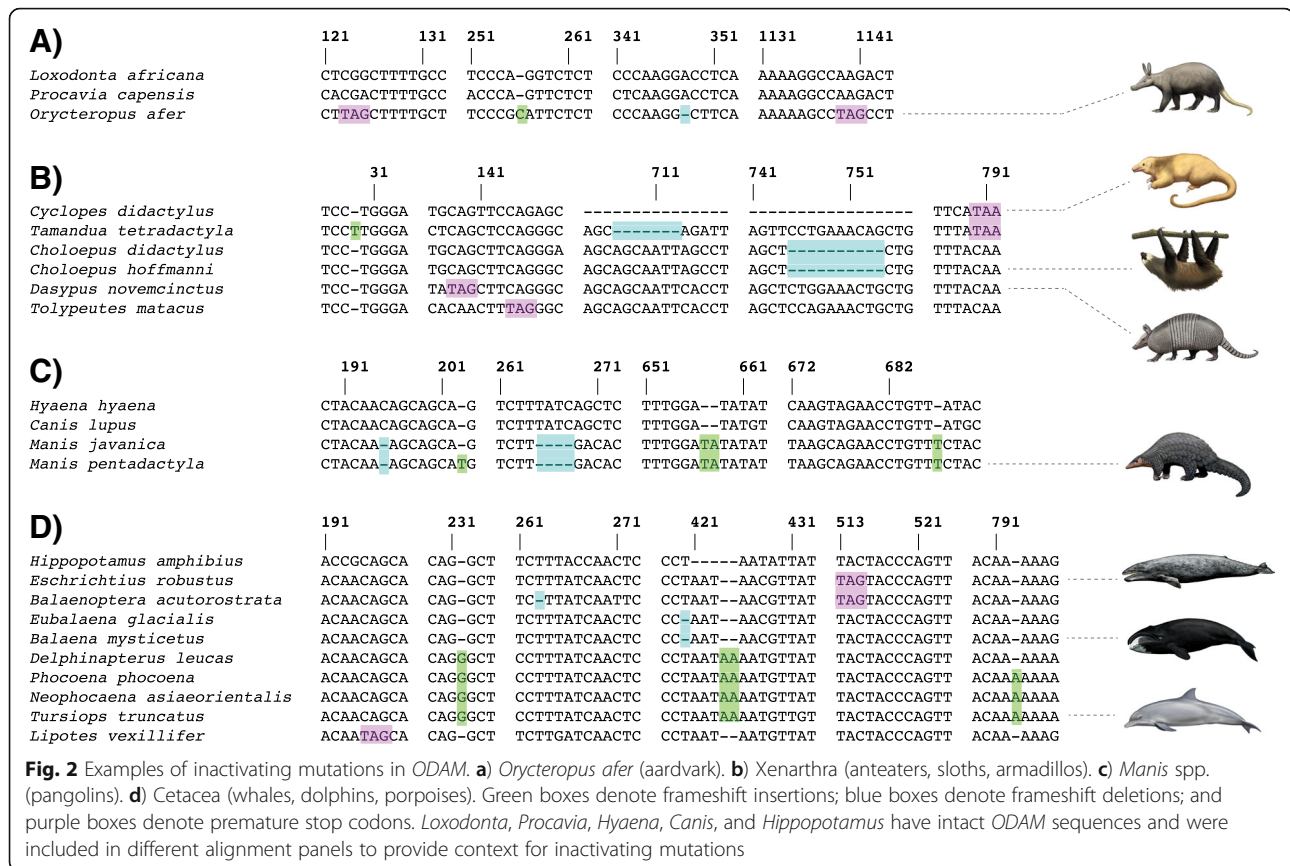 A)
121 131 251 261 341 351 1131 1141
Loxodonta africana CTCGGCTTTTGCC TCCCA-GGTCTCT CCCAAGGACCTCA AAAAGGCCAAGACT
Procavia capensis CACGACTTTTGCC ACCCA-GTTCTCT CTCAAGGACCTCA AAAAGGCCAAGACT
Orycteropus afer CTTAGCTTTTGCT TCCCGCATTCTCT CCCAAGG-CTTCA AAAAAGCCTAGCCT
B)
31 141 711 741 751 791
Cyclopes didactylus TCC-TGGGA TGCAGTTCCAGAGC --------------- ----------------- TTCATAA
Tamandua tetradactyla TCCTTGGGA CTCAGCTCCAGGGC AGC-------AGATT AGTTCCTGAAACAGCTG TTTATAA
Choloepus didactylus TCC-TGGGA TGCAGCTTCAGGGA AGCAGCAATTAGCCT AGCT----------CTG TTTACAA
Choloepus hoffmanni TCC-TGGGA TGCAGCTTCAGGGC AGCAGCAATTAGCCT AGCT----------CTG TTTACAA
Dasypus novemcinctus TCC-TGGGA TATAGCTTCAGGGC AGCAGCAATTCACCT AGCTCTGGAAACTGCTG TTTACAA
Tolypeutes matacus TCC-TGGGA CACAACTTTAGGGC AGCAGCAATTCACCT AGCTCCAGAAACTGCTG TTTACAA
C)
191 201 261 271 651 661 672 682
Hyaena hyaena CTACAACAGCAGCA-G TCTTTATCAGCTC TTTGGA--TATAT CAAGTAGAACCTGTT-ATAC
Canis lupus CTACAACAGCAGCA-G TCTTTATCAGCTC TTTGGA--TATGT CAAGTAGAACCTGTT-ATGC
Manis javanica CTACAA-AGCAGCA-G TCTT----GACAC TTTGGATATATAT TAAGCAGAACCTGTTTCTAC
Manis pentadactyla CTACAA-AGCAGCATG TCTT----GACAC TTTGGATATATAT TAAGCAGAACCTGTTTCTAC
D)
191 231 261 271 421 431 513 521 791
Hippopotamus amphibius ACCGCAGCA CAG-GCT TCTTTACCAACTC CCT-----AATATTAT TACTACCCAGTT ACAA-AAAG
Eschrichtius robustus ACAACAGCA CAG-GCT TCTTTATCAACTC CCTAAT--AACGTTAT TAGTACCCAGTT ACAA-AAAG
Balaenoptera acutorostrata ACAACAGCA CAG-GCT TC-TTATCAATTC CCTAAT--AACGTTAT TAGTACCCAGTT ACAA-AAAG
Eubalaena glacialis ACAACAGCA CAG-GCT TCTTTATCAACTC CC-AAT--AACGTTAT TACTACCCAGTT ACAA-AAAG
Balaena mysticetus ACAACAGCA CAG-GCT TCTTTATCAACTC CC-AAT--AACGTTAT TACTACCCAGTT ACAA-AAAG
Delphinapterus leucas ACAACAGCA CAGGGCT CCTTTATCAACTC CCTAATAAAATGTTAT TACTACCCAGTT ACAA-AAAA
Phocoena phocoena ACAACAGCA CAGGGCT CCTTTATCAACTC CCTAATAAAATGTTAT TACTACCCAGTT ACAAAAAAA
Neophocaena asiaeorientalis ACAACAGCA CAGGGCT CCTTTATCAACTC CCTAATAAAATGTTAT TACTACCCAGTT ACAAAAAAA
Tursiops truncatus ACAACAGCA CAGGGCT CCTTTATCAACTC CCTAATAAAATGTTGT TACTACCCAGTT ACAAAAAAA
Lipotes vexillifer ACAATAGCA CAG-GCT TCTTGATCAACTC CCTAAT--AATGTTAT TACTACCCAGTT ACAA-AAAG
Fig. 2 Examples of inactivating mutations in ODAM. a) Orycteropus afer (aardvark). b) Xenarthra (anteaters, sloths, armadillos). c) Manis spp.
(pangolins). d) Cetacea (whales, dolphins, porpoises). Green boxes denote frameshift insertions; blue boxes denote frameshift deletions; and
purple boxes denote premature stop codons. Loxodonta, Procavia, Hyaena, Canis, and Hippopotamus have intact ODAM sequences and were
included in different alignment panels to provide context for inactivating mutations